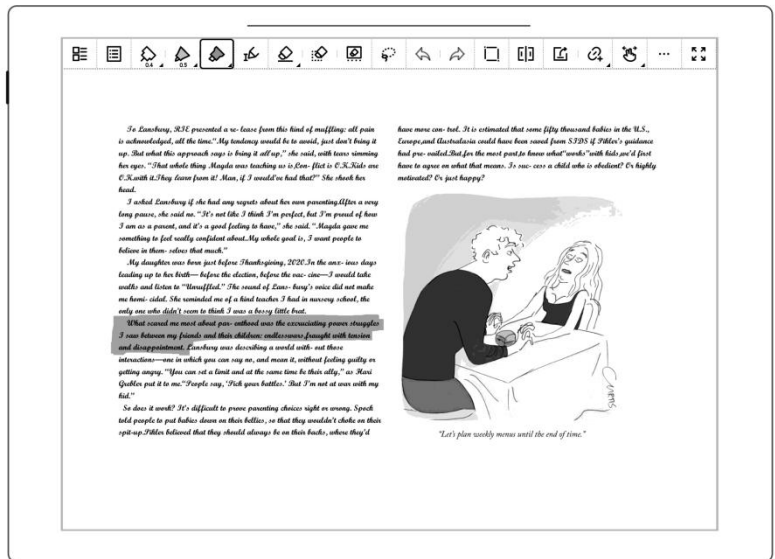 0.4
0.5
To Lansbury, RIE presented a re- lease from this kind of muffling: all pain
is acknowledged, all the time."My tendency would be to avoid, just don't bring it
up. But what this approach says is bring it all up," she said, with tears rimming
her eyes. "That whole thing Magda was teaching us is,Con- flict is O.K.Kids are
O.K.with it.They learn from it! Man, if I would've had that?" She shook her
head.
I asked Lansbury if she had any regrets about her own parenting.After a very
long pause, she said no. "It's not like I think I'm perfect, but I'm proud of how
I am as a parent, and it's a good feeling to have," she said. "Magda gave me
something to feel really confident about.My whole goal is, I want people to
believe in them- selves that much."
My daughter was born just before Thanksgiving, 2020.In the anx- ious days
leading up to her birth— before the election, before the vac- cine—I would take
walks and listen to "Unruffled." The sound of Lans- bury's voice did not make
me homi- cidal. She reminded me of a kind teacher I had in nursery school, the
only one who didn't seem to think I was a bossy little brat.
What scared me most about par- enthood was the excruciating power struggles
I saw between my friends and their children: endlesswars,fraught with tension
and disappointment. Lansbury was describing a world with- out those
interactions—one in which you can say no, and mean it, without feeling guilty or
getting angry. "You can set a limit and at the same time be their ally," as Hari
Grebler put it to me."People say, 'Pick your battles.' But I'm not at war with my
kid."
So does it work? It's difficult to prove parenting choices right or wrong. Spock
told people to put babies down on their bellies, so that they wouldn't choke on their
spit-up.Pikler believed that they should always be on their backs, where they'd
have more con- trol. It is estimated that some fifty thousand babies in the U.S.,
Europe,and Australasia could have been saved from SIDS if Pikler's guidance
had pre- vailed.But,for the most part,to know what"works"with kids,we'd first
have to agree on what that means. Is suc- cess a child who is obedient? Or highly
motivated? Or just happy?
"Let's plan weekly menus until the end of time."